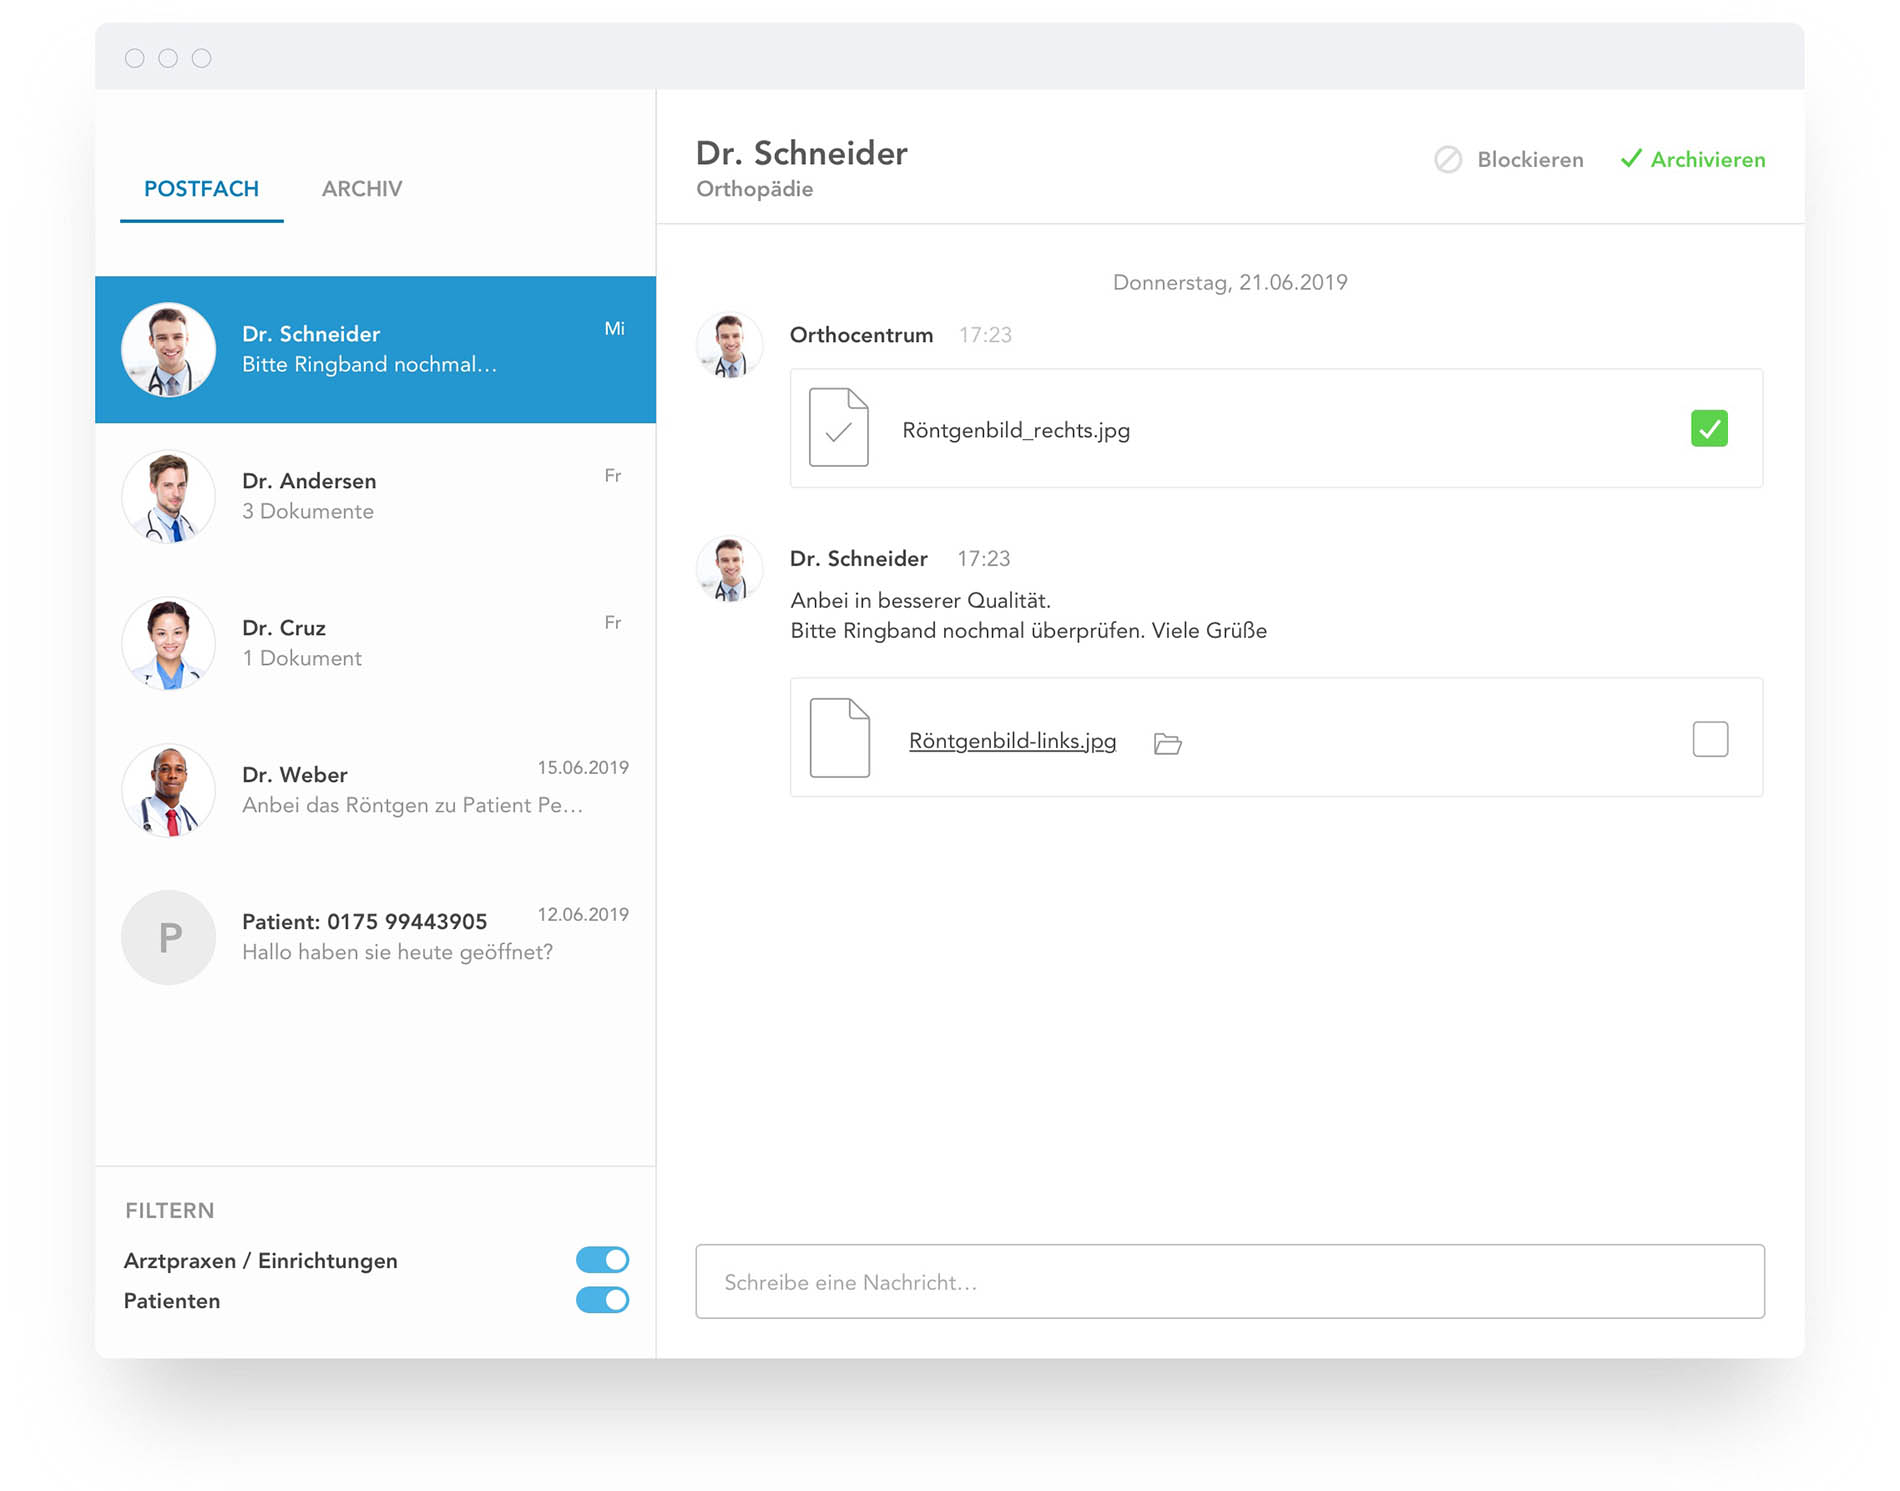 POSTFACH
ARCHIV
Dr. Schneider
Mi
Bitte Ringband nochmal…
Dr. Andersen
Fr
3 Dokumente
Dr. Cruz
Fr
1 Dokument
Dr. Weber
15.06.2019
Anbei das Röntgen zu Patient Pe…
P
Patient: 0175 99443905
12.06.2019
Hallo haben sie heute geöffnet?
FILTERN
Arztpraxen / Einrichtungen
Patienten
Dr. Schneider
Orthopädie
Blockieren
Archivieren
Donnerstag, 21.06.2019
Orthocentrum 17:23
Röntgenbild_rechts.jpg
Dr. Schneider 17:23
Anbei in besserer Qualität.
Bitte Ringband nochmal überprüfen. Viele Grüße
Röntgenbild-links.jpg
Schreibe eine Nachricht…